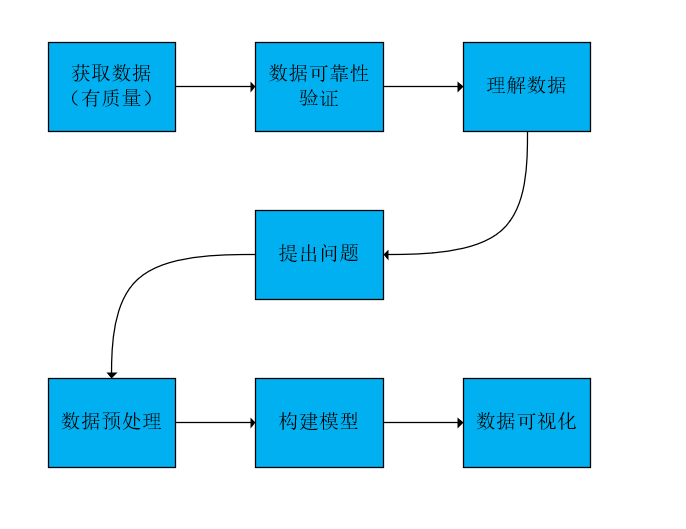 获取数据
（有质量）
数据可靠性
验证
理解数据
提出问题
数据预处理
构建模型
数据可视化